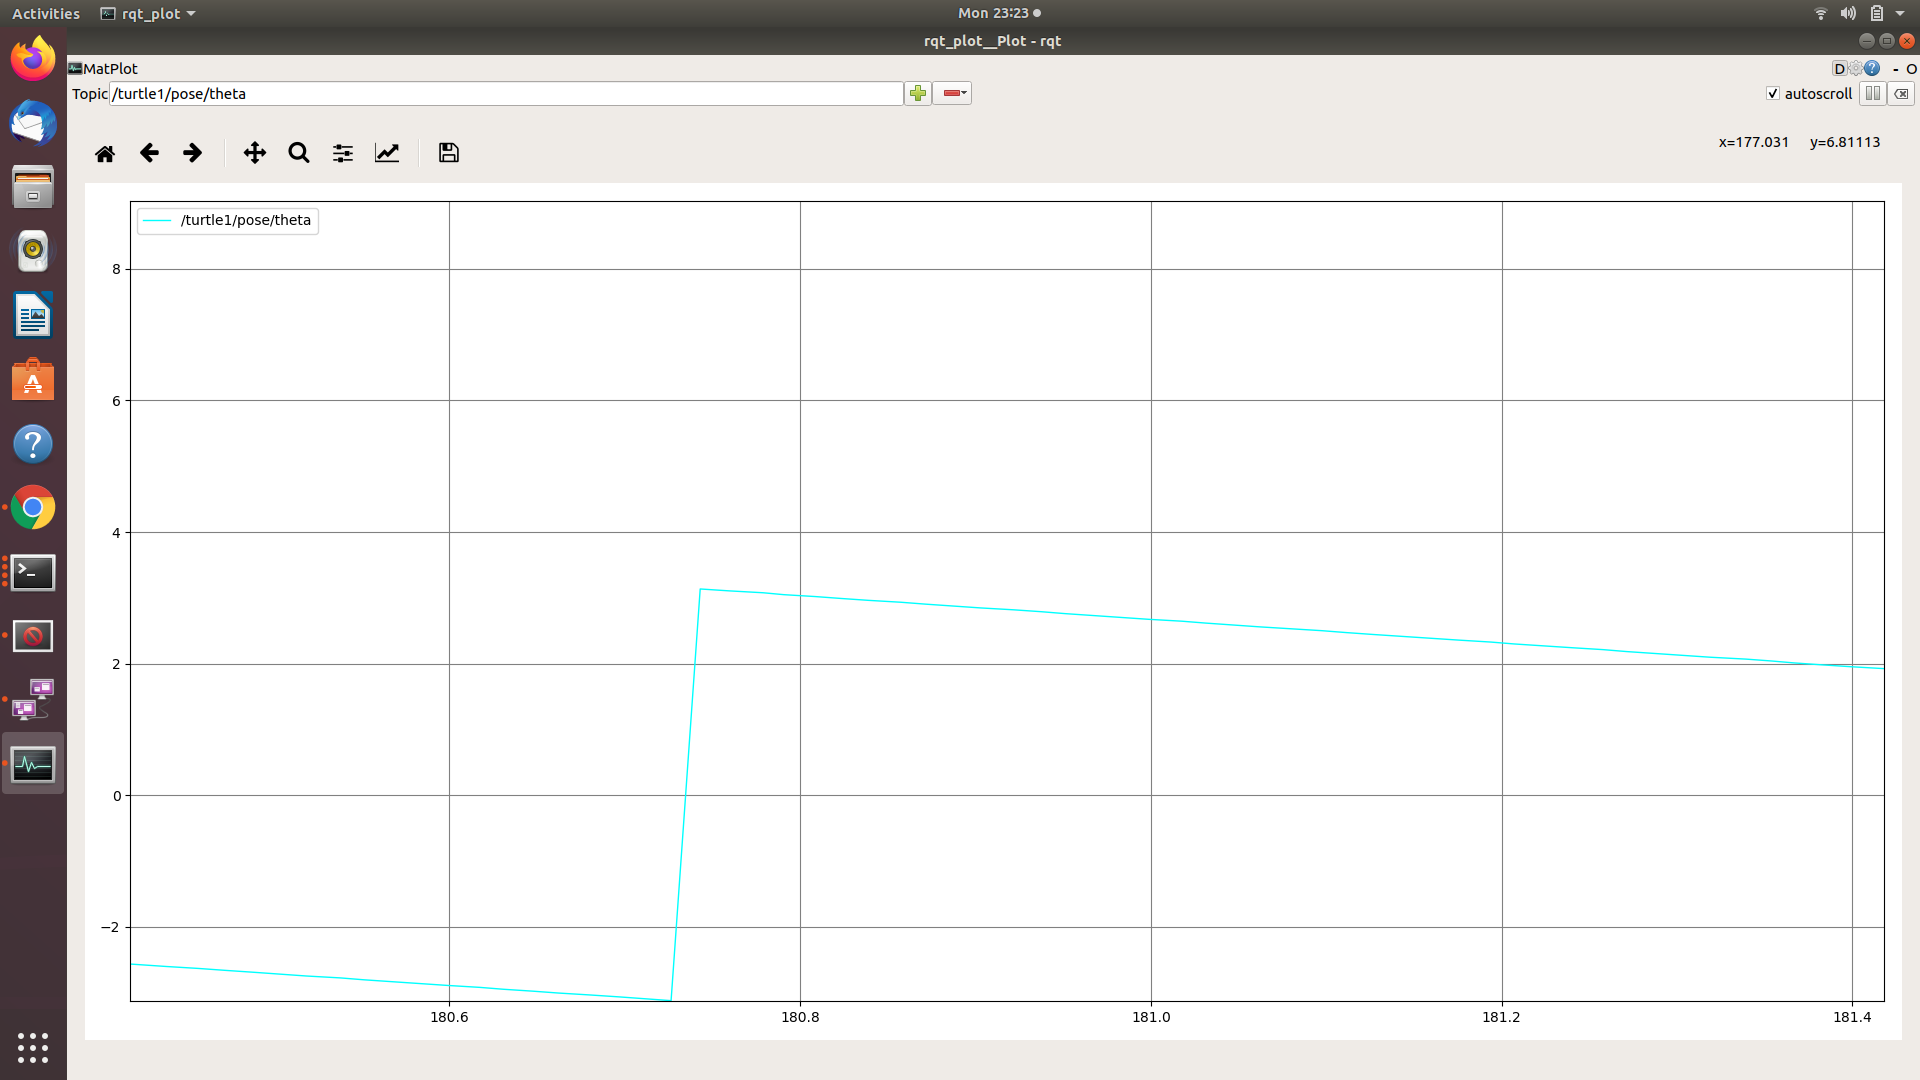 Activities rqt_plot Mon 23:23
rqt_plot__Plot - rqt
MatPlot D - O
Topic /turtle1/pose/theta autoscroll
x=177.031 y=6.81113
/turtle1/pose/theta
8
6
4
2
0
−2
180.6 180.8 181.0 181.2 181.4